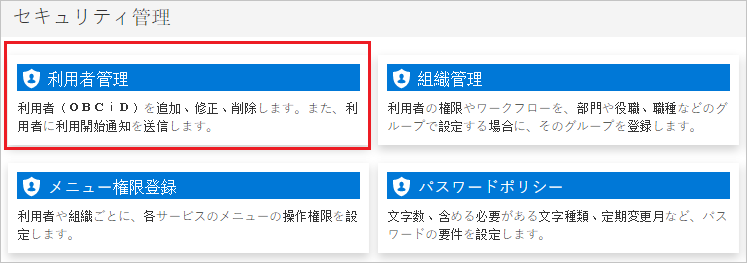 セキュリティ管理
利用者管理
利用者（ＯＢＣｉＤ）を追加、修正、削除します。また、利
用者に利用開始通知を送信します。
組織管理
利用者の権限やワークフローを、部門や役職、職種などのグ
ループで設定する場合に、そのグループを登録します。
メニュー権限登録
利用者や組織ごとに、各サービスのメニューの操作権限を設
定します。
パスワードポリシー
文字数、含める必要がある文字種類、定期変更月など、パス
ワードの要件を設定します。